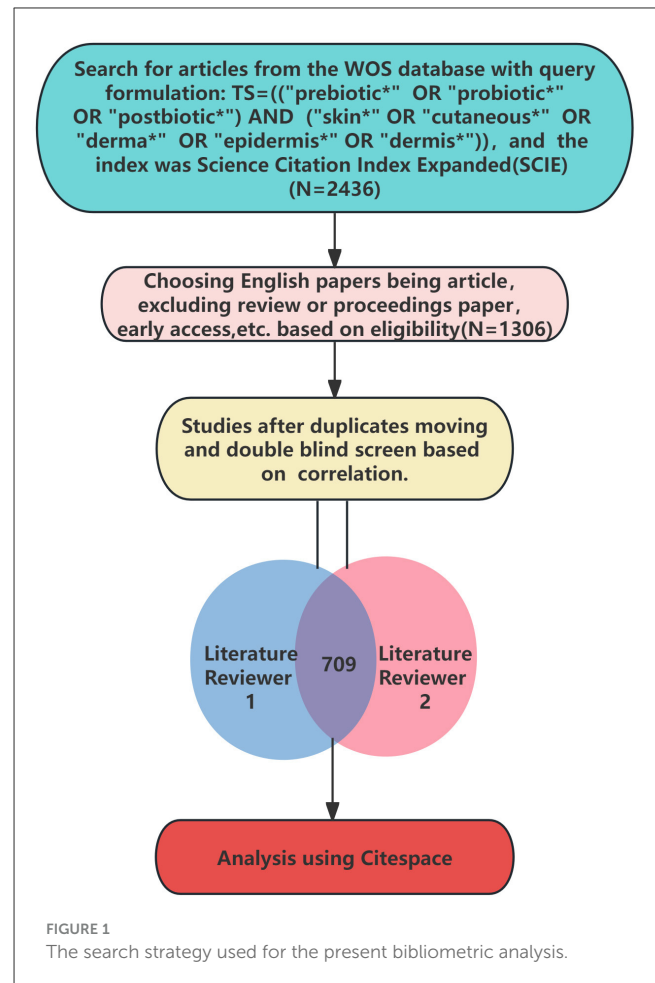 Search for articles from the WOS database with query
formulation: TS=(("prebiotic*" OR "probiotic*"
OR "postbiotic*") AND ("skin*" OR "cutaneous*" OR
"derma*" OR "epidermis*" OR "dermis*")), and the
index was Science Citation Index Expanded(SCIE)
(N=2436)
Choosing English papers being article,
excluding review or proceedings paper,
early access,etc. based on eligibility(N=1306)
Studies after duplicates moving
and double blind screen based
on correlation.
Literature
Reviewer
1
709
Literature
Reviewer
2
Analysis using Citespace
FIGURE 1
The search strategy used for the present bibliometric analysis.